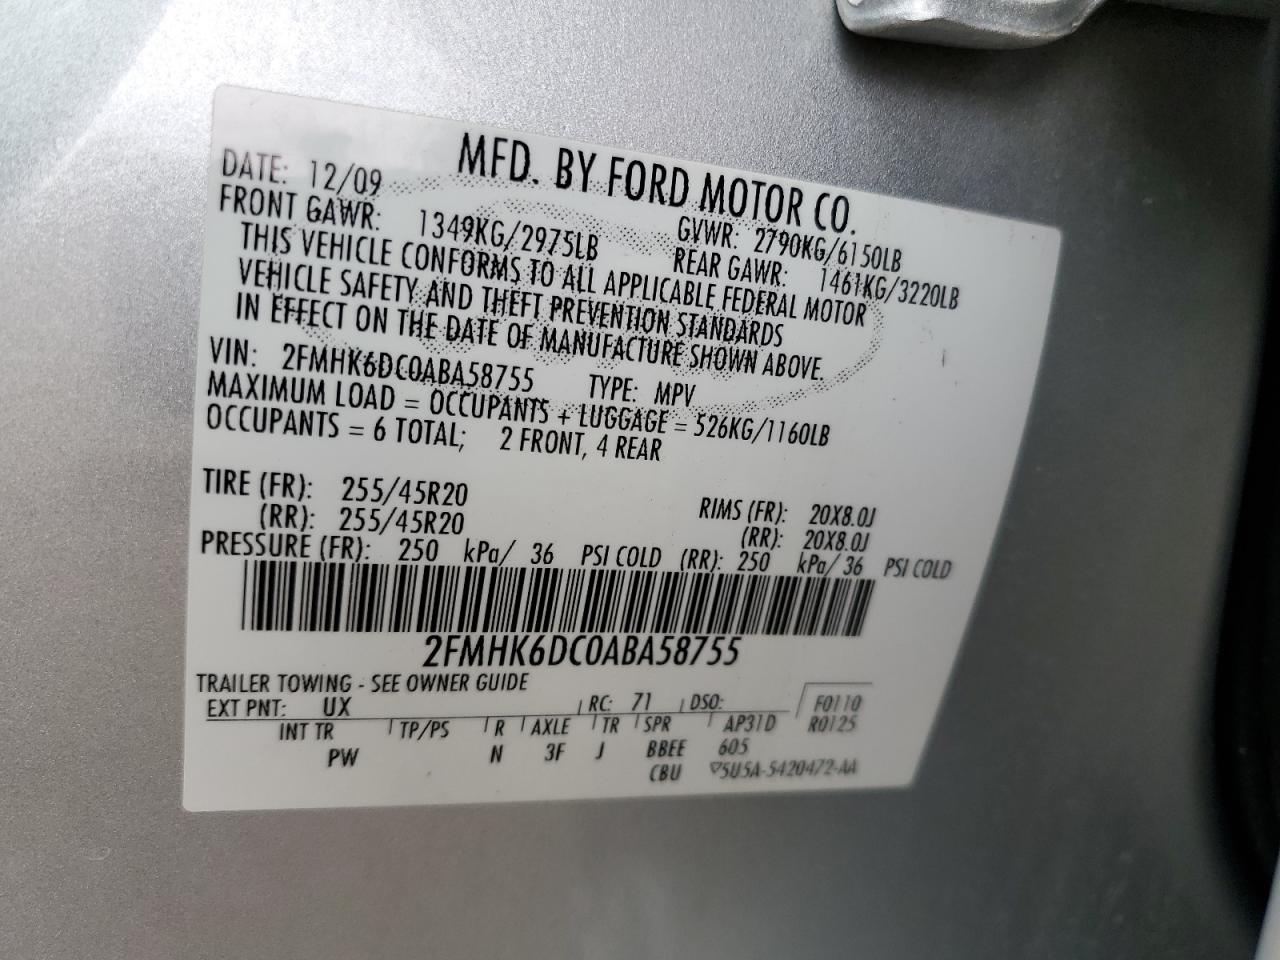 MFD. BY FORD MOTOR CO.
DATE: 12/09 GVWR: 2790KG/6150LB
FRONT GAWR: 1349KG/2975LB REAR GAWR: 1461KG/3220LB
THIS VEHICLE CONFORMS TO ALL APPLICABLE FEDERAL MOTOR
VEHICLE SAFETY AND THEFT PREVENTION STANDARDS
IN EFFECT ON THE DATE OF MANUFACTURE SHOWN ABOVE.
VIN: 2FMHK6DC0ABA58755 TYPE: MPV
MAXIMUM LOAD = OCCUPANTS + LUGGAGE = 526KG/1160LB
OCCUPANTS = 6 TOTAL; 2 FRONT, 4 REAR
TIRE (FR): 255/45R20 RIMS (FR): 20X8.0J
(RR): 255/45R20 (RR): 20X8.0J
PRESSURE (FR): 250 kPa/ 36 PSI COLD (RR): 250 kPa/ 36 PSI COLD
2FMHK6DC0ABA58755
TRAILER TOWING - SEE OWNER GUIDE
EXT PNT: UX RC: 71 DSO: F0110
INT TR TP/PS R AXLE TR SPR AP31D R0125
PW N 3F J BBEE 605
CBU 5U5A-5420472-AA